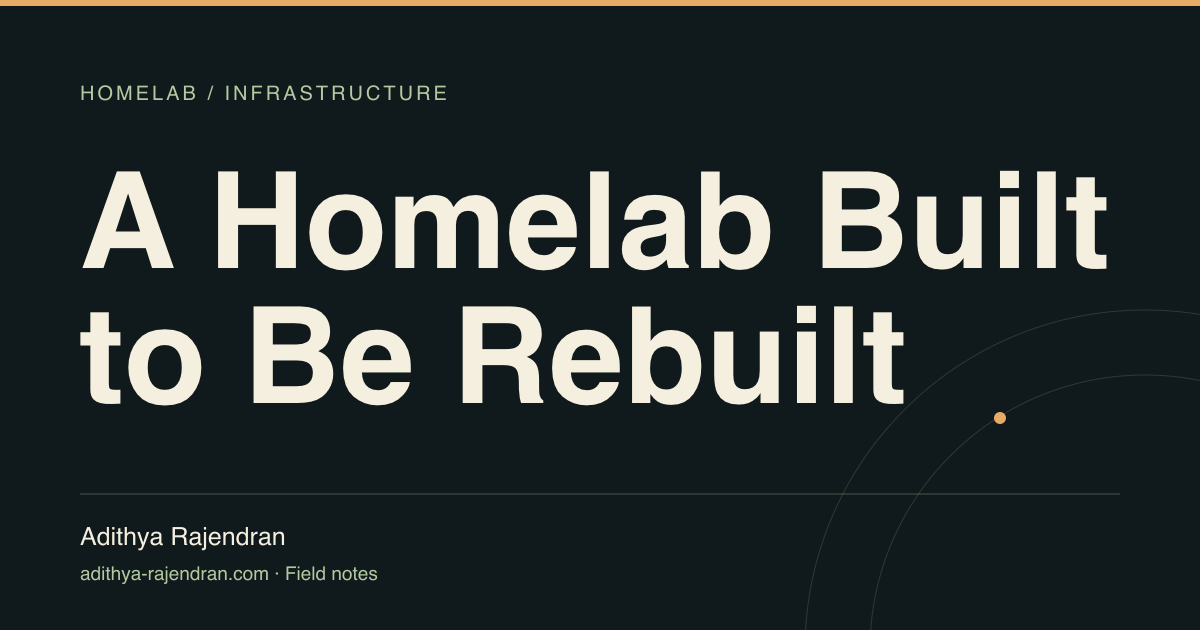 HOMELAB / INFRASTRUCTURE
A Homelab Built
to Be Rebuilt
Adithya Rajendran
adithya-rajendran.com · Field notes